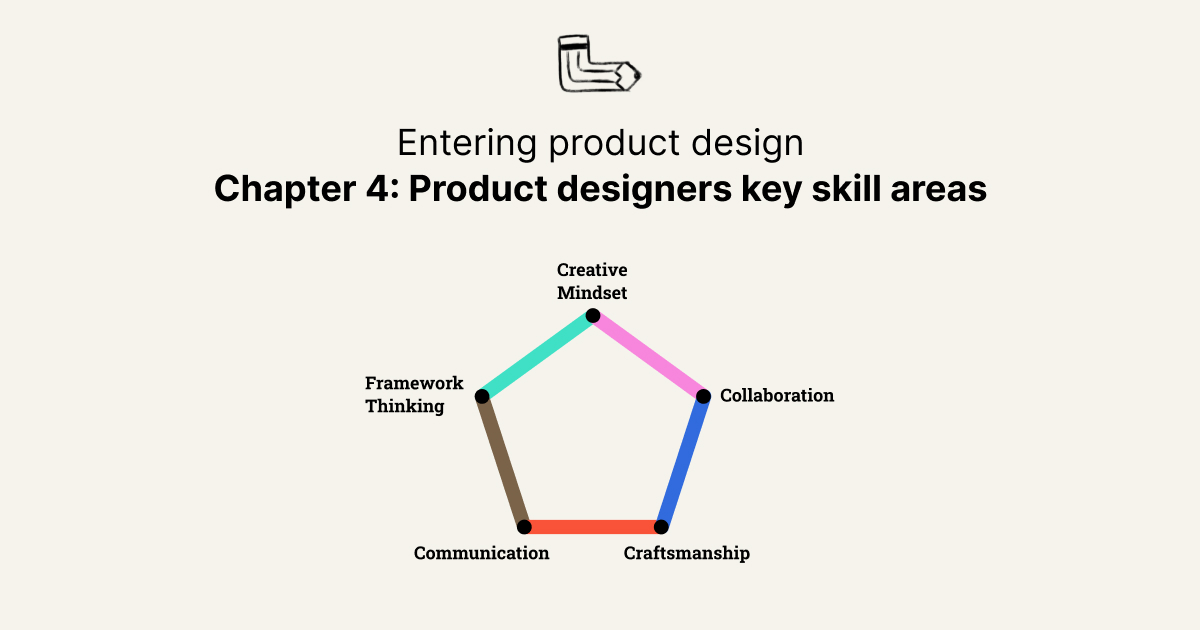 Entering product design
Chapter 4: Product designers key skill areas
Creative
Mindset
Framework
Thinking
Collaboration
Communication
Craftsmanship